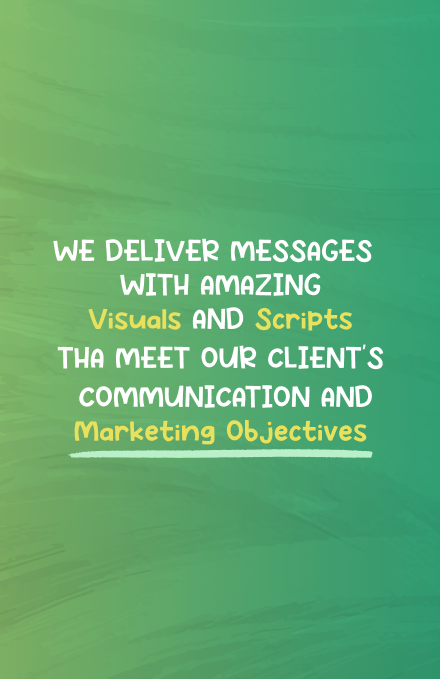 WE DELIVER MESSAGES
WITH AMAZING
Visuals AND Scripts
THA MEET OUR CLIENT'S
COMMUNICATION AND
Marketing Objectives